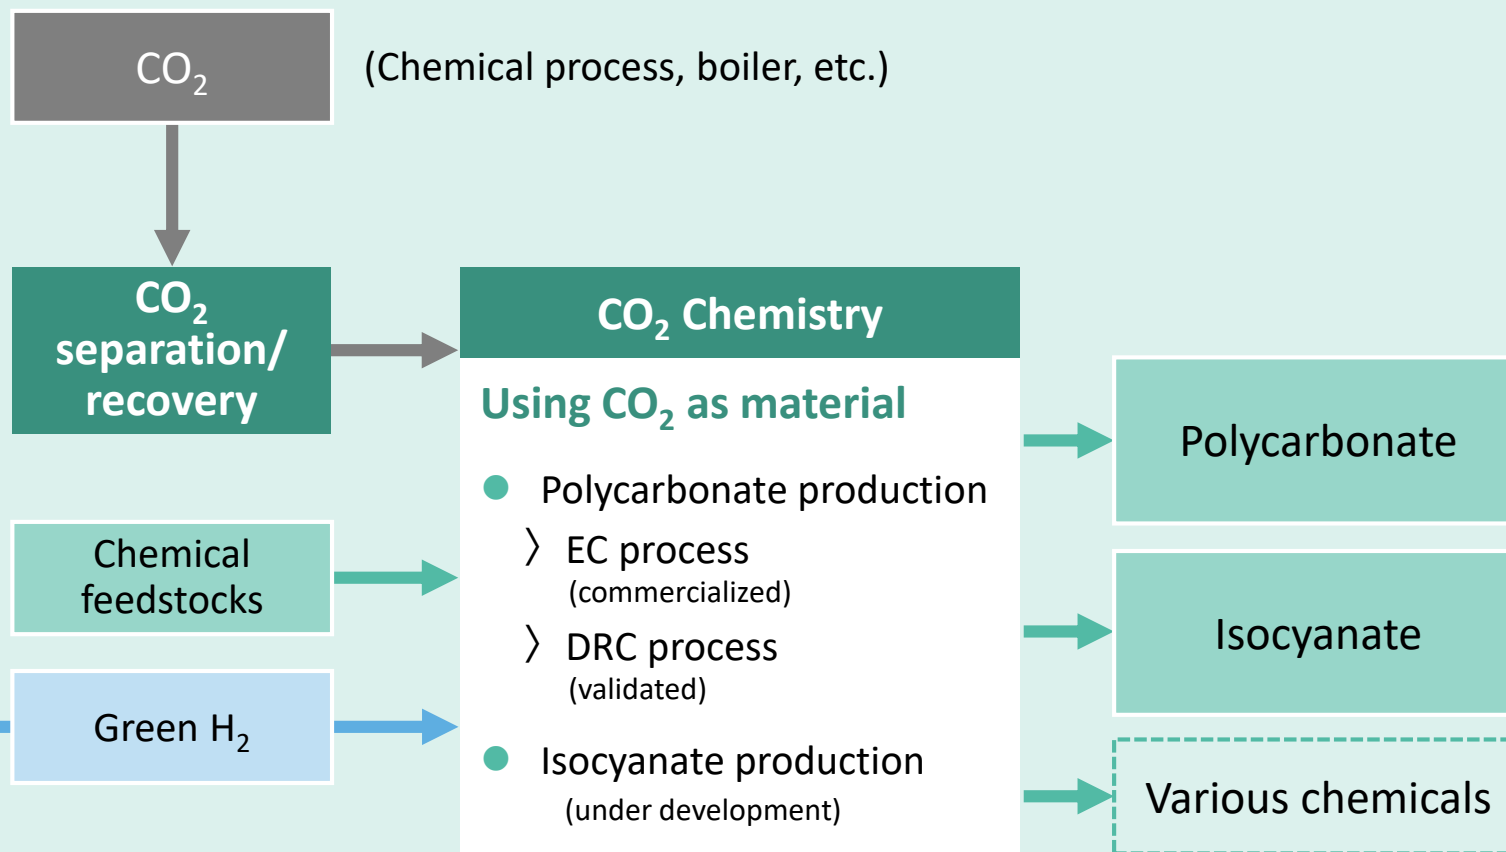 CO₂
(Chemical process, boiler, etc.)
CO₂
separation/
recovery
CO₂ Chemistry
Using CO₂ as material
● Polycarbonate production
〉 EC process
(commercialized)
〉 DRC process
(validated)
● Isocyanate production
(under development)
Chemical
feedstocks
Green H₂
Polycarbonate
Isocyanate
Various chemicals